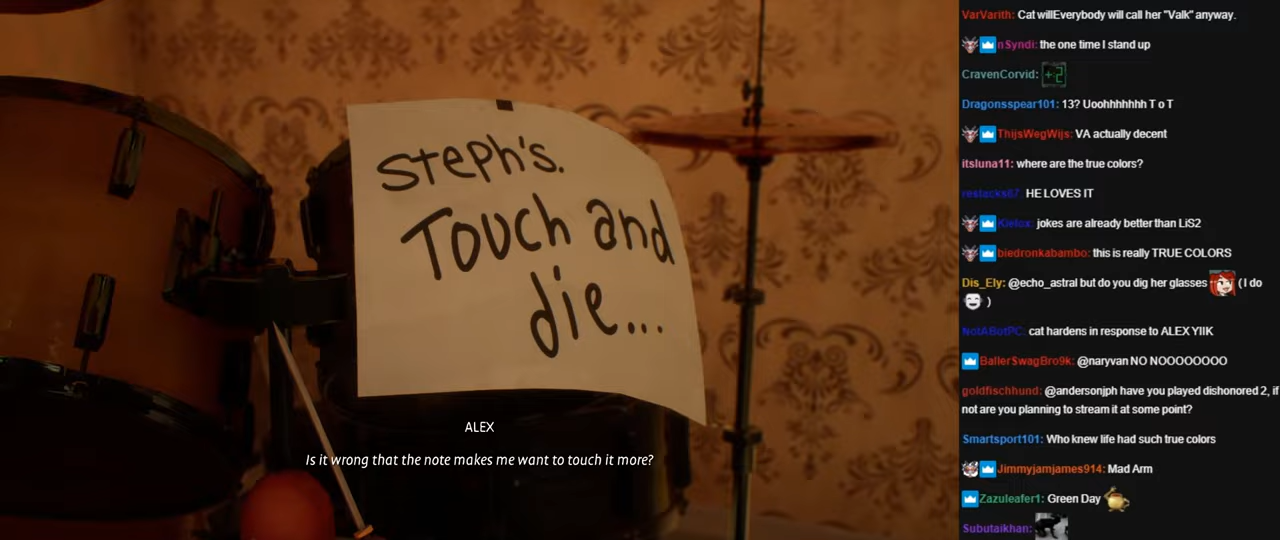 Steph's.
Touch and
die...
ALEX
Is it wrong that the note makes me want to touch it more?
VarVarith: Cat willEverybody will call her "Valk" anyway.
nSyndi: the one time I stand up
CravenCorvid: +2
Dragonsspear101: 13? Uoohhhhhhh T o T
ThijsWegWijs: VA actually decent
itsluna11: where are the true colors?
restacks87: HE LOVES IT
Klelox: jokes are already better than LiS2
biedronkabambo: this is really TRUE COLORS
Dis_Ely: @echo_astral but do you dig her glasses ( I do
)
NotABotPC: cat hardens in response to ALEX YIIK
BallerSwagBro9k: @naryvan NO NOOOOOOOO
goldfischhund: @andersonjph have you played dishonored 2, if
not are you planning to stream it at some point?
Smartsport101: Who knew life had such true colors
Jimmyjamjames914: Mad Arm
Zazuleafer1: Green Day
Subutaikhan: